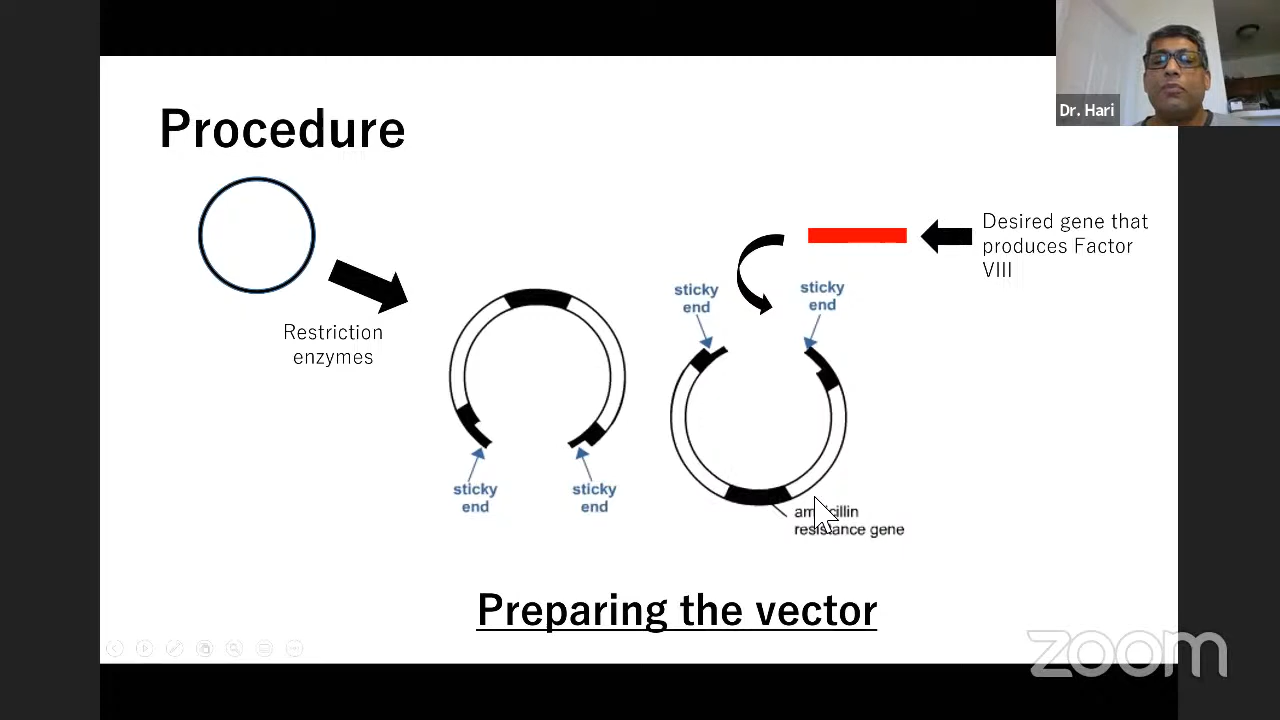 Dr. Hari
Procedure
Desired gene that
produces Factor
VIII
Restriction
enzymes
sticky
end
sticky
end
sticky
end
sticky
end
resistance gene
Preparing the vector
zoom